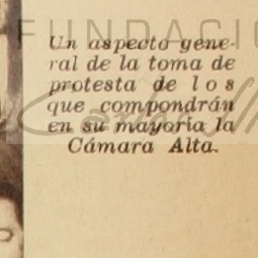 FUNDACIÓ
Un aspecto gene-
ral de la toma de
protesta de los
que compondrán
en su mayoría la
Cámara Alta.